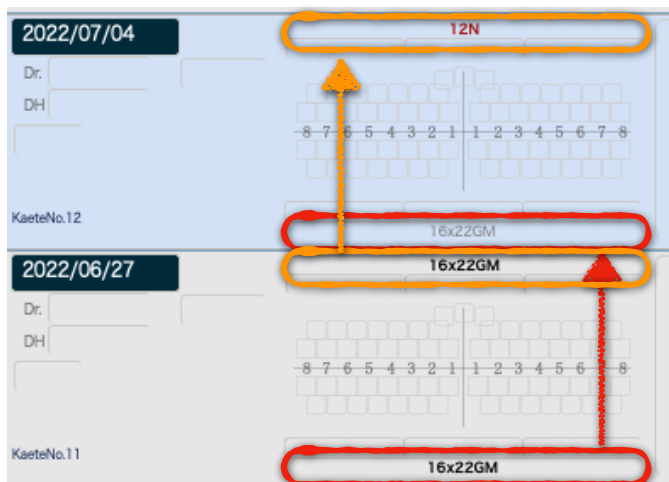 2022/07/04
12N
Dr.
DH
8 7 6 5 4 3 2 1 1 2 3 4 5 6 7 8
KaeteNo.12
16x22GM
2022/06/27
16x22GM
Dr.
DH
8 7 6 5 4 3 2 1 1 2 3 4 5 6 8
KaeteNo.11
16x22GM